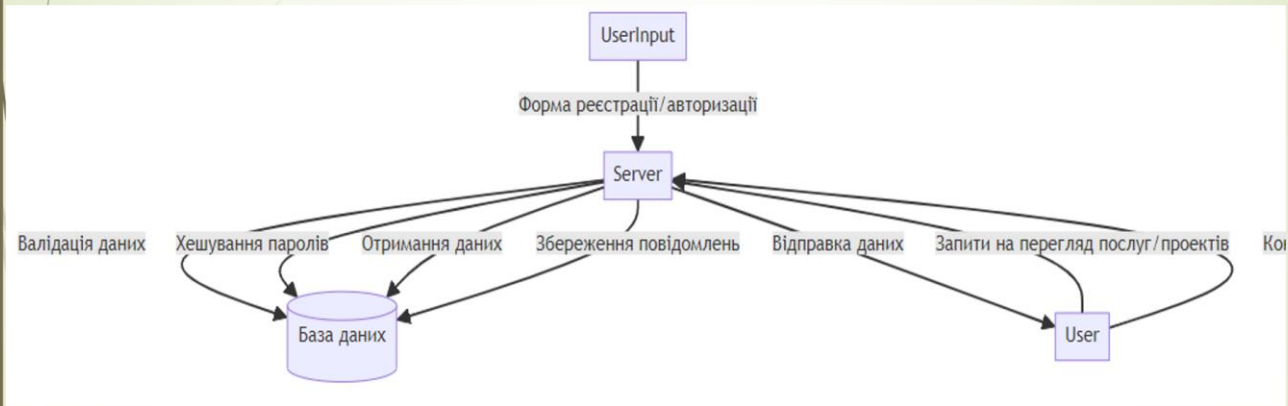 UserInput
Форма реєстрації/авторизації
Server
Валідація даних
Хешування паролів
Отримання даних
Збереження повідомлень
Відправка даних
Запити на перегляд послуг/проектів
База даних
User